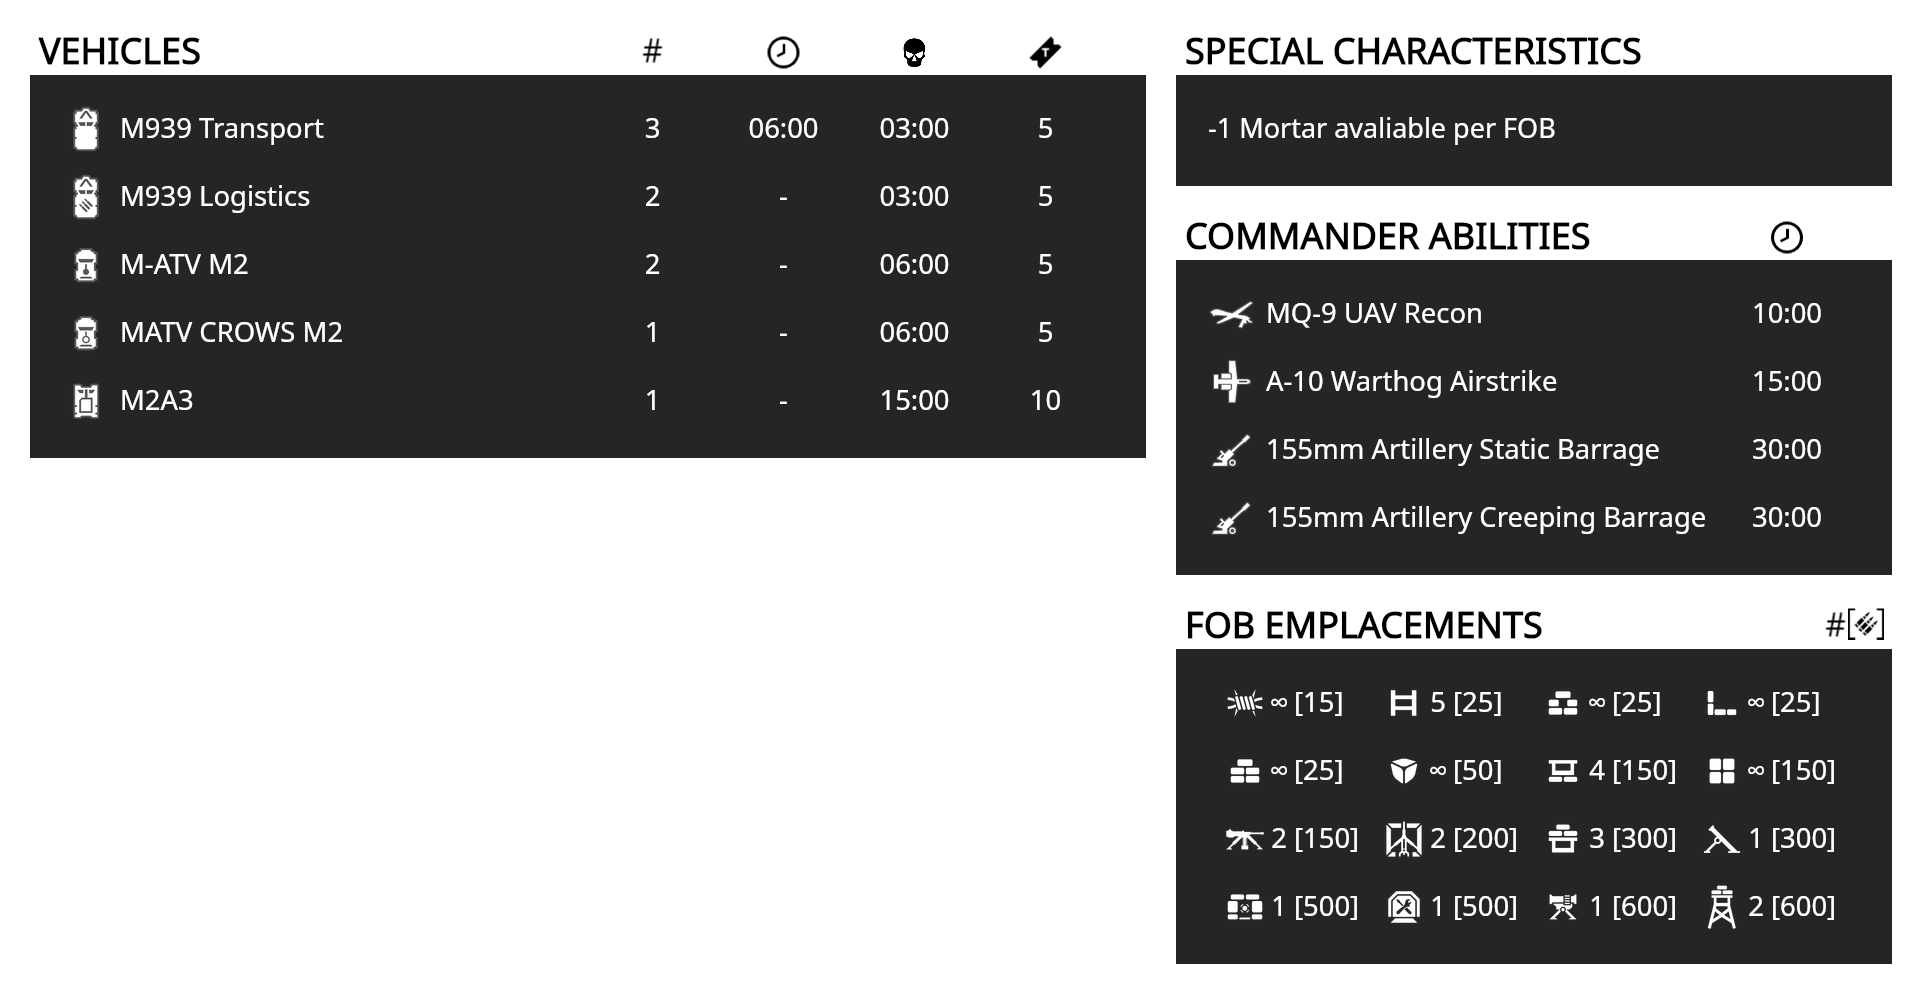 VEHICLES #
M939 Transport 3 06:00 03:00 5
M939 Logistics 2 - 03:00 5
M-ATV M2 2 - 06:00 5
MATV CROWS M2 1 - 06:00 5
M2A3 1 - 15:00 10
SPECIAL CHARACTERISTICS
-1 Mortar avaliable per FOB
COMMANDER ABILITIES
MQ-9 UAV Recon 10:00
A-10 Warthog Airstrike 15:00
155mm Artillery Static Barrage 30:00
155mm Artillery Creeping Barrage 30:00
FOB EMPLACEMENTS #[]
∞ [15] 5 [25] ∞ [25] ∞ [25]
∞ [25] ∞ [50] 4 [150] ∞ [150]
2 [150] 2 [200] 3 [300] 1 [300]
1 [500] 1 [500] 1 [600] 2 [600]